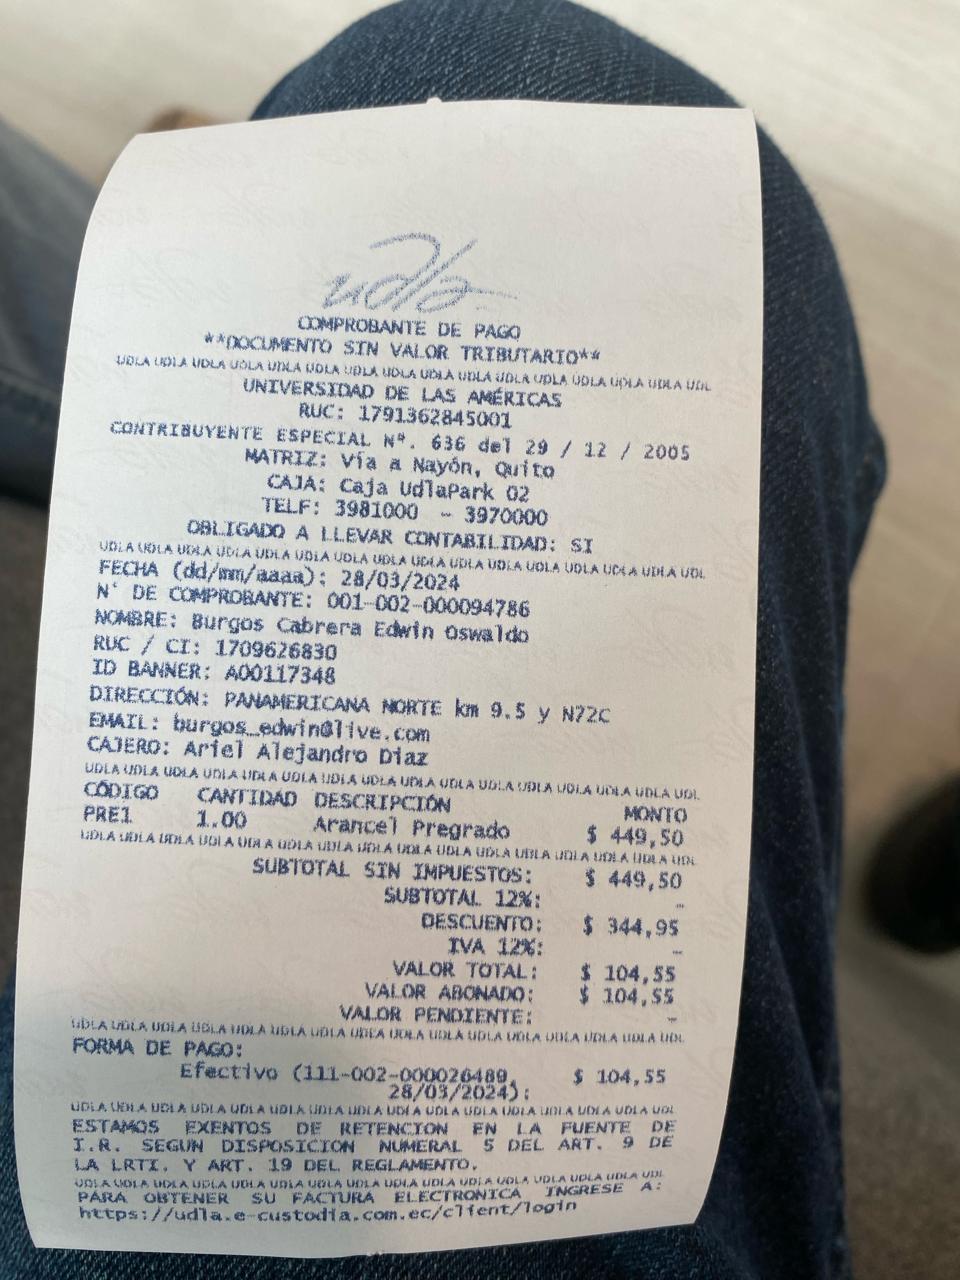 udla
COMPROBANTE DE PAGO
**DOCUMENTO SIN VALOR TRIBUTARIO**
UDLA UDLA UDLA UDLA UDLA UDLA UDLA UDLA UDLA UDLA UDLA UDLA UDLA UDLA UDLA UDL
UNIVERSIDAD DE LAS AMÉRICAS
RUC: 1791362845001
CONTRIBUYENTE ESPECIAL Nº. 636 del 29 / 12 / 2005
MATRIZ: Vía a Nayón, Quito
CAJA: Caja UdlaPark 02
TELF: 3981000 - 3970000
OBLIGADO A LLEVAR CONTABILIDAD: SI
UDLA UDLA UDLA UDLA UDLA UDLA UDLA UDLA UDLA UDLA UDLA UDLA UDLA UDLA UDLA UDL
FECHA (dd/mm/aaaa): 28/03/2024
N° DE COMPROBANTE: 001-002-000094786
NOMBRE: Burgos Cabrera Edwin Oswaldo
RUC / CI: 1709626830
ID BANNER: A00117348
DIRECCIÓN: PANAMERICANA NORTE km 9.5 y N72C
EMAIL: burgos_edwin@live.com
CAJERO: Ariel Alejandro Diaz
UDLA UDLA UDLA UDLA UDLA UDLA UDLA UDLA UDLA UDLA UDLA UDLA UDLA UDLA UDLA UDL
CÓDIGO CANTIDAD DESCRIPCIÓN MONTO
PRE1 1.00 Arancel Pregrado $ 449,50
UDLA UDLA UDLA UDLA UDLA UDLA UDLA UDLA UDLA UDLA UDLA UDLA UDLA UDLA UDLA UDL
SUBTOTAL SIN IMPUESTOS: $ 449,50
SUBTOTAL 12%: -
DESCUENTO: $ 344,95
IVA 12%: -
VALOR TOTAL: $ 104,55
VALOR ABONADO: $ 104,55
VALOR PENDIENTE: -
UDLA UDLA UDLA UDLA UDLA UDLA UDLA UDLA UDLA UDLA UDLA UDLA UDLA UDLA UDLA UDL
FORMA DE PAGO:
Efectivo (111-002-000026489, $ 104,55
28/03/2024):
UDLA UDLA UDLA UDLA UDLA UDLA UDLA UDLA UDLA UDLA UDLA UDLA UDLA UDLA UDLA UDL
ESTAMOS EXENTOS DE RETENCION EN LA FUENTE DE
I.R. SEGUN DISPOSICION NUMERAL 5 DEL ART. 9 DE
LA LRTI. Y ART. 19 DEL REGLAMENTO.
UDLA UDLA UDLA UDLA UDLA UDLA UDLA UDLA UDLA UDLA UDLA UDLA UDLA UDLA UDLA UDL
PARA OBTENER SU FACTURA ELECTRONICA INGRESE A:
https://udla.e-custodia.com.ec/client/login